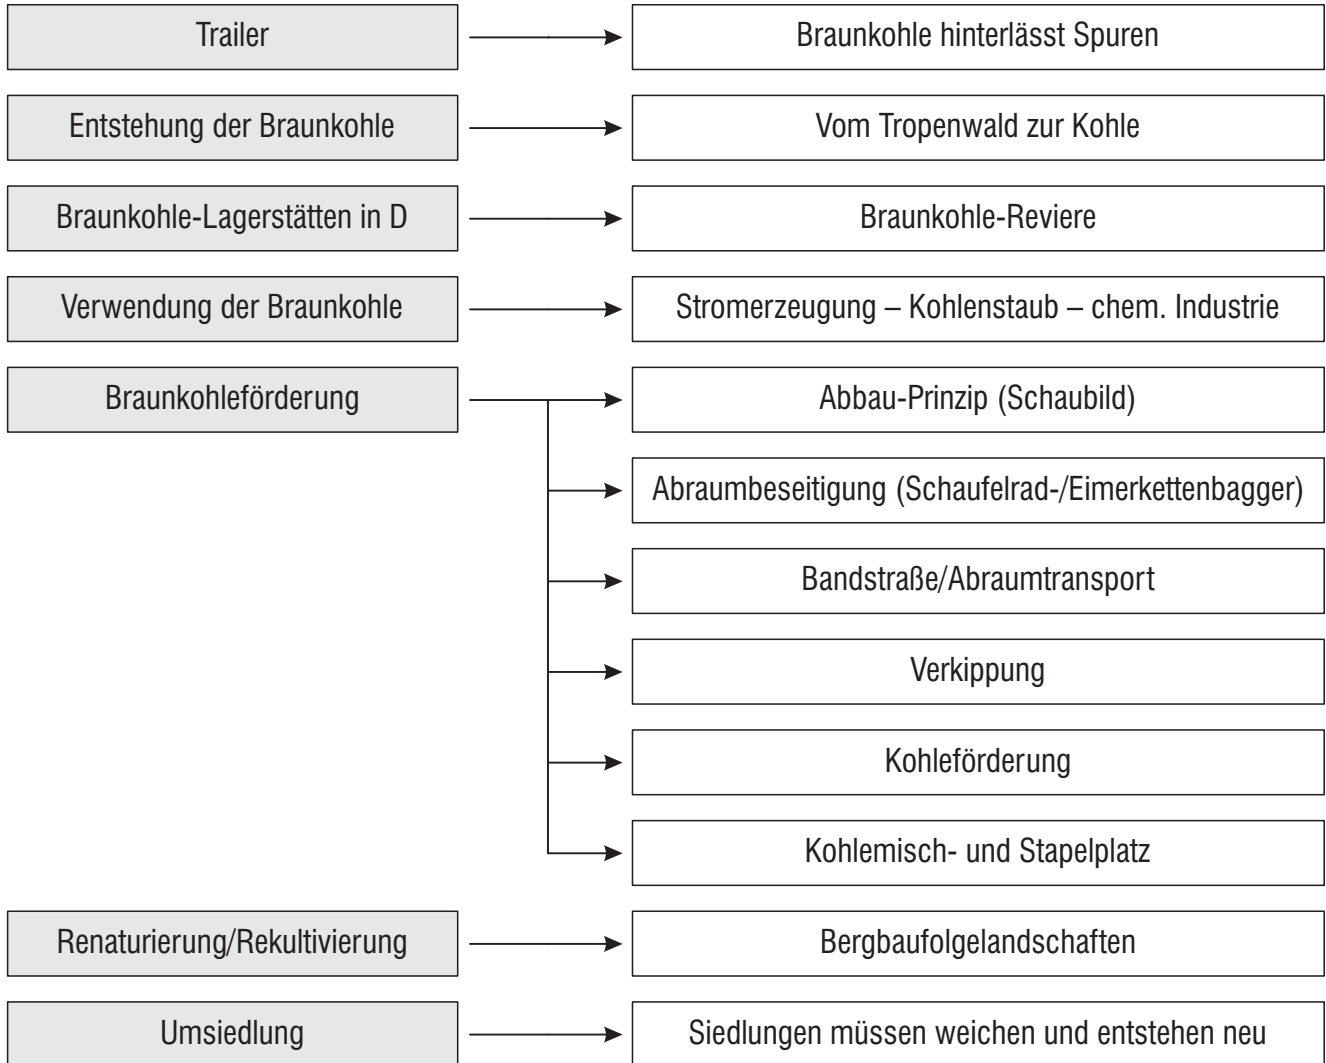 Trailer
Braunkohle hinterlässt Spuren
Entstehung der Braunkohle
Vom Tropenwald zur Kohle
Braunkohle-Lagerstätten in D
Braunkohle-Reviere
Verwendung der Braunkohle
Stromerzeugung – Kohlenstaub – chem. Industrie
Braunkohleförderung
Abbau-Prinzip (Schaubild)
Abraumbeseitigung (Schaufelrad-/Eimerkettenbagger)
Bandstraße/Abraumtransport
Verkippung
Kohleförderung
Kohlemisch- und Stapelplatz
Renaturierung/Rekultivierung
Bergbaufolgelandschaften
Umsiedlung
Siedlungen müssen weichen und entstehen neu